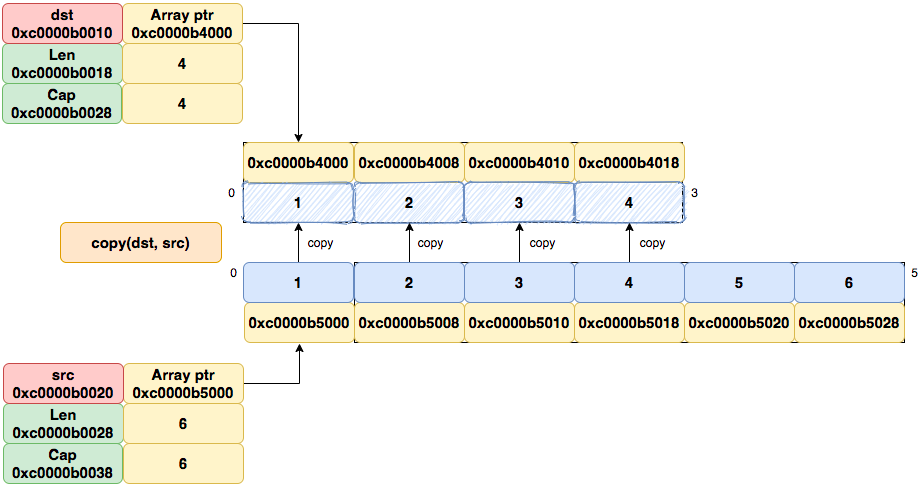 dst
0xc0000b0010
Array ptr
0xc0000b4000
Len
0xc0000b0018
4
Cap
0xc0000b0028
4
0xc0000b4000 0xc0000b4008 0xc0000b4010 0xc0000b4018
0 1 2 3 4 3
copy(dst, src)
copy copy copy copy
0 1 2 3 4 5 6 5
0xc0000b5000 0xc0000b5008 0xc0000b5010 0xc0000b5018 0xc0000b5020 0xc0000b5028
src
0xc0000b0020
Array ptr
0xc0000b5000
Len
0xc0000b0028
6
Cap
0xc0000b0038
6